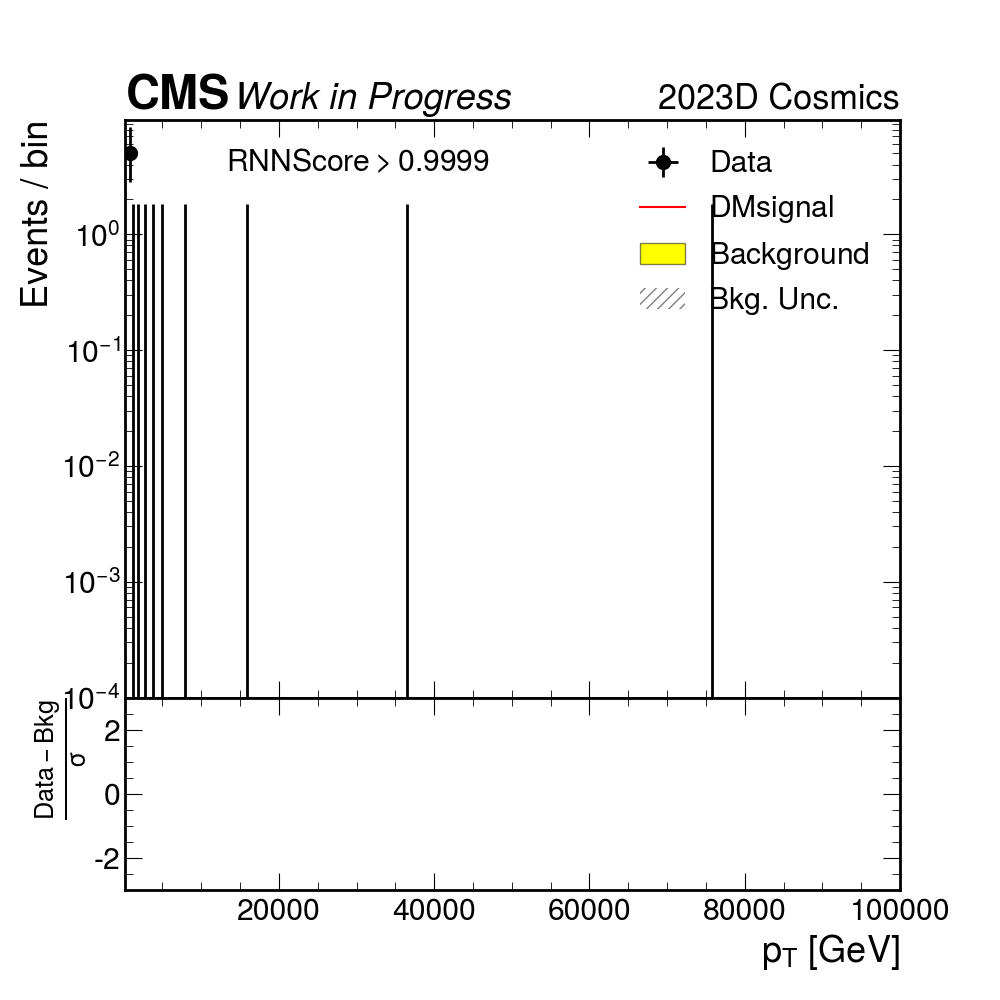 CMS Work in Progress 2023D Cosmics
Events / bin
RNNScore > 0.9999
Data
DMsignal
Background
Bkg. Unc.
10⁰
10⁻¹
10⁻²
10⁻³
10⁻⁴
Data – Bkg
σ
2
0
-2
20000 40000 60000 80000 100000
p_T [GeV]